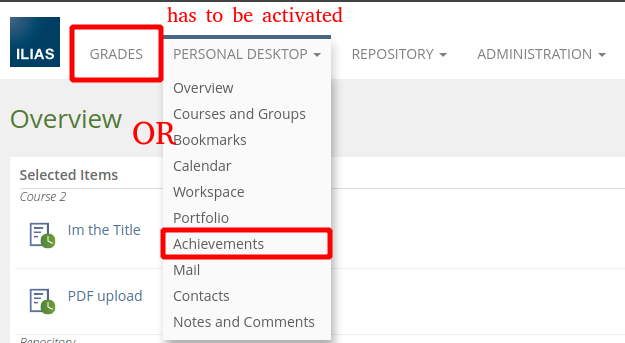 has to be activated
ILIAS
GRADES
PERSONAL DESKTOP
REPOSITORY
ADMINISTRATION
Overview
Courses and Groups
Overview
OR
Bookmarks
Calendar
Selected Items
Workspace
Course 2
Portfolio
Im the Title
Achievements
Mail
PDF upload
Contacts
Notes and Comments
Repository